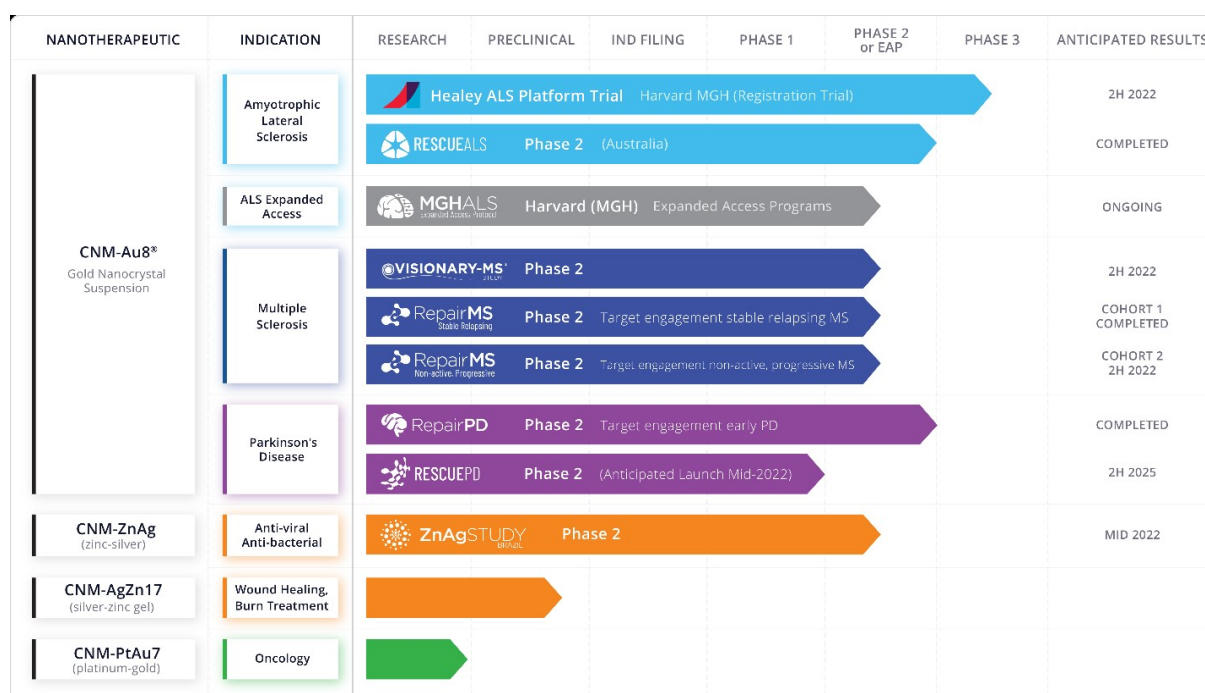 NANOTHERAPEUTIC INDICATION RESEARCH PRECLINICAL IND FILING PHASE 1 PHASE 2 or EAP PHASE 3 ANTICIPATED RESULTS
CNM-Au8®
Gold Nanocrystal
Suspension
Amyotrophic
Lateral
Sclerosis
Healey ALS Platform Trial Harvard MGH (Registration Trial) 2H 2022
RESCUEALS Phase 2 (Australia) COMPLETED
ALS Expanded
Access
MGHALS Harvard (MGH) Expanded Access Programs ONGOING
Expanded Access Protocol
Multiple
Sclerosis
VISIONARY-MS Phase 2 2H 2022
RepairMS Phase 2 Target engagement stable relapsing MS COHORT 1
Stable Relapsing COMPLETED
RepairMS Phase 2 Target engagement non-active, progressive MS COHORT 2
Non-active, Progressive 2H 2022
Parkinson's
Disease
RepairPD Phase 2 Target engagement early PD COMPLETED
RESCUEPD Phase 2 (Anticipated Launch Mid-2022) 2H 2025
CNM-ZnAg
(zinc-silver)
Anti-viral
Anti-bacterial
ZnAgSTUDY Phase 2 MID 2022
BRAZIL
CNM-AgZn17
(silver-zinc gel)
Wound Healing,
Burn Treatment
CNM-PtAu7
(platinum-gold)
Oncology